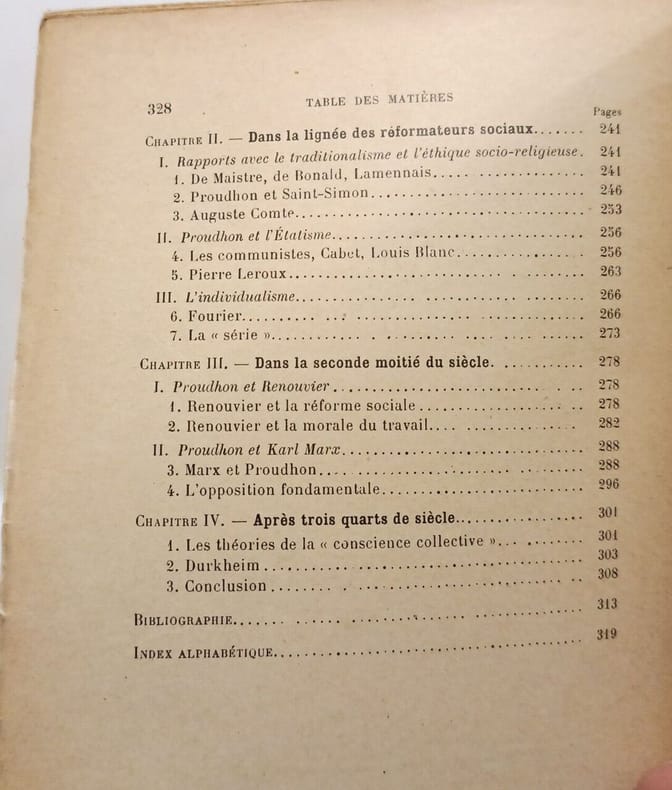 328 TABLE DES MATIÈRES
Pages
CHAPITRE II. — Dans la lignée des réformateurs sociaux....... 241
I. Rapports avec le traditionalisme et l'éthique socio-religieuse. 241
1. De Maistre, de Bonald, Lamennais..................... 241
2. Proudhon et Saint-Simon............................. 246
3. Auguste Comte....................................... 253
II. Proudhon et l'Étatisme................................. 256
4. Les communistes, Cabet, Louis Blanc................. 256
5. Pierre Leroux....................................... 263
III. L'individualisme...................................... 266
6. Fourier............................................. 266
7. La « série »........................................ 273
CHAPITRE III. — Dans la seconde moitié du siècle. ........... 278
I. Proudhon et Renouvier................................... 278
1. Renouvier et la réforme sociale..................... 278
2. Renouvier et la morale du travail................... 282
II. Proudhon et Karl Marx.................................. 288
3. Marx et Proudhon.................................... 288
4. L'opposition fondamentale........................... 296
CHAPITRE IV. — Après trois quarts de siècle.................. 301
1. Les théories de la « conscience collective »........ 301
2. Durkheim............................................ 303
3. Conclusion.......................................... 308
BIBLIOGRAPHIE................................................ 313
INDEX ALPHABÉTIQUE........................................... 319